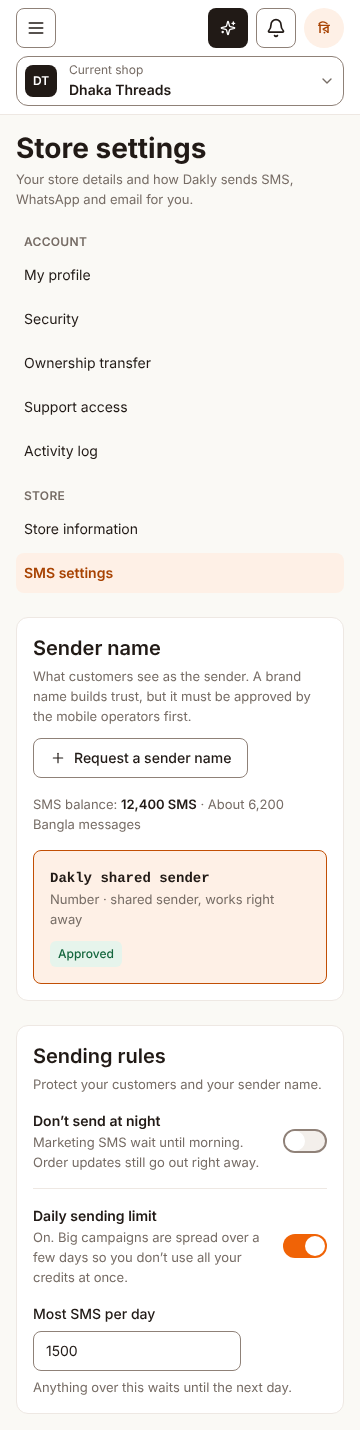 রি
DT
Current shop
Dhaka Threads
Store settings
Your store details and how Dakly sends SMS,
WhatsApp and email for you.
ACCOUNT
My profile
Security
Ownership transfer
Support access
Activity log
STORE
Store information
SMS settings
Sender name
What customers see as the sender. A brand
name builds trust, but it must be approved by
the mobile operators first.
Request a sender name
SMS balance: 12,400 SMS · About 6,200
Bangla messages
Dakly shared sender
Number · shared sender, works right
away
Approved
Sending rules
Protect your customers and your sender name.
Don’t send at night
Marketing SMS wait until morning.
Order updates still go out right away.
Daily sending limit
On. Big campaigns are spread over a
few days so you don’t use all your
credits at once.
Most SMS per day
1500
Anything over this waits until the next day.